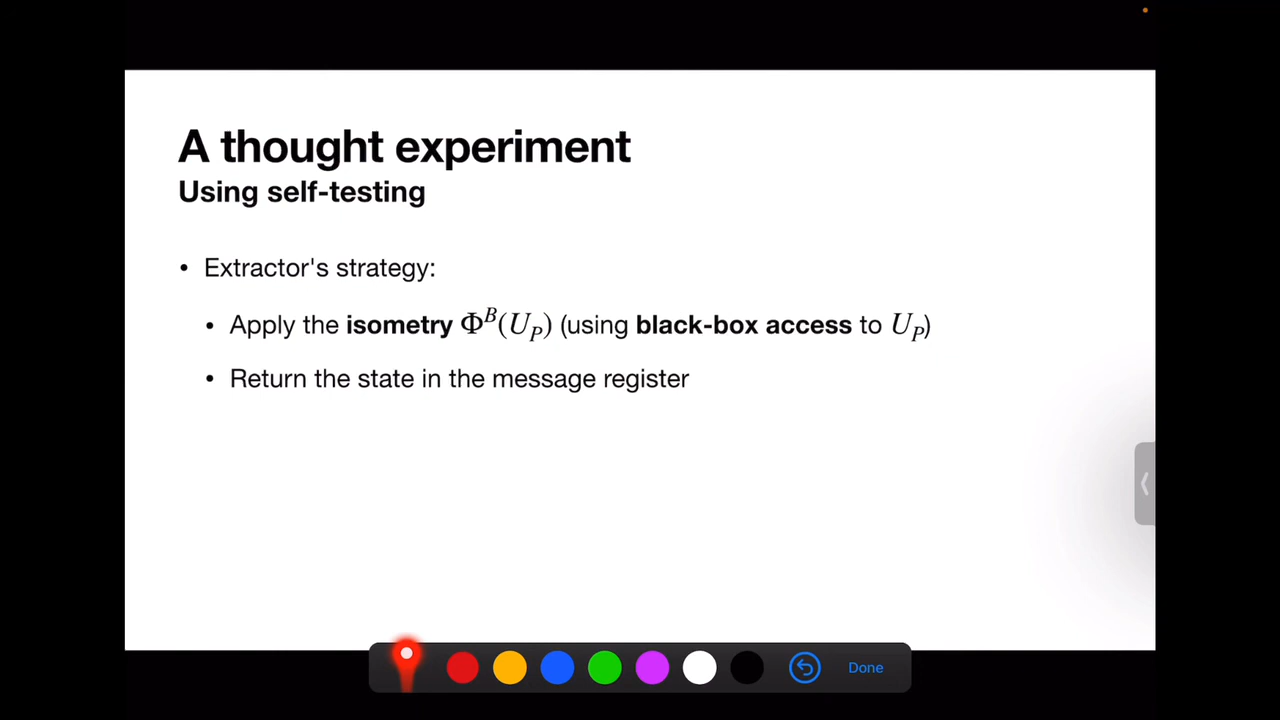 A thought experiment
Using self-testing
• Extractor's strategy:
• Apply the isometry Φᴮ(U_P) (using black-box access to U_P)
• Return the state in the message register
Done